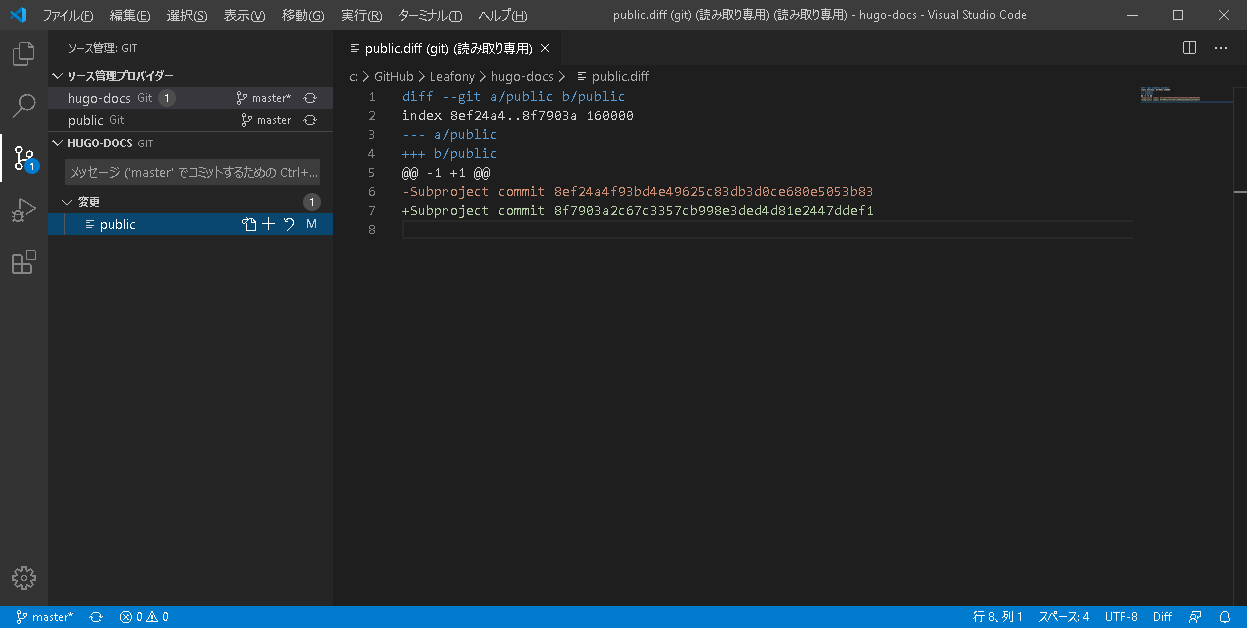 ファイル(F) 編集(E) 選択(S) 表示(V) 移動(G) 実行(R) ターミナル(T) ヘルプ(H) public.diff (git) (読み取り専用) (読み取り専用) - hugo-docs - Visual Studio Code
ソース管理: GIT
ソース管理プロバイダー
hugo-docs Git 1 master*
public Git master
HUGO-DOCS GIT
メッセージ ('master' でコミットするための Ctrl+...
変更 1
public M
1
public.diff (git) (読み取り専用)
c: > GitHub > Leafony > hugo-docs > public.diff
1 diff --git a/public b/public
2 index 8ef24a4..8f7903a 160000
3 --- a/public
4 +++ b/public
5 @@ -1 +1 @@
6 -Subproject commit 8ef24a4f93bd4e49625c83db3d0ce680e5053b83
7 +Subproject commit 8f7903a2c67c3357cb998e3ded4d81e2447ddef1
8
master* 0 0 行 8、列 1 スペース: 4 UTF-8 Diff